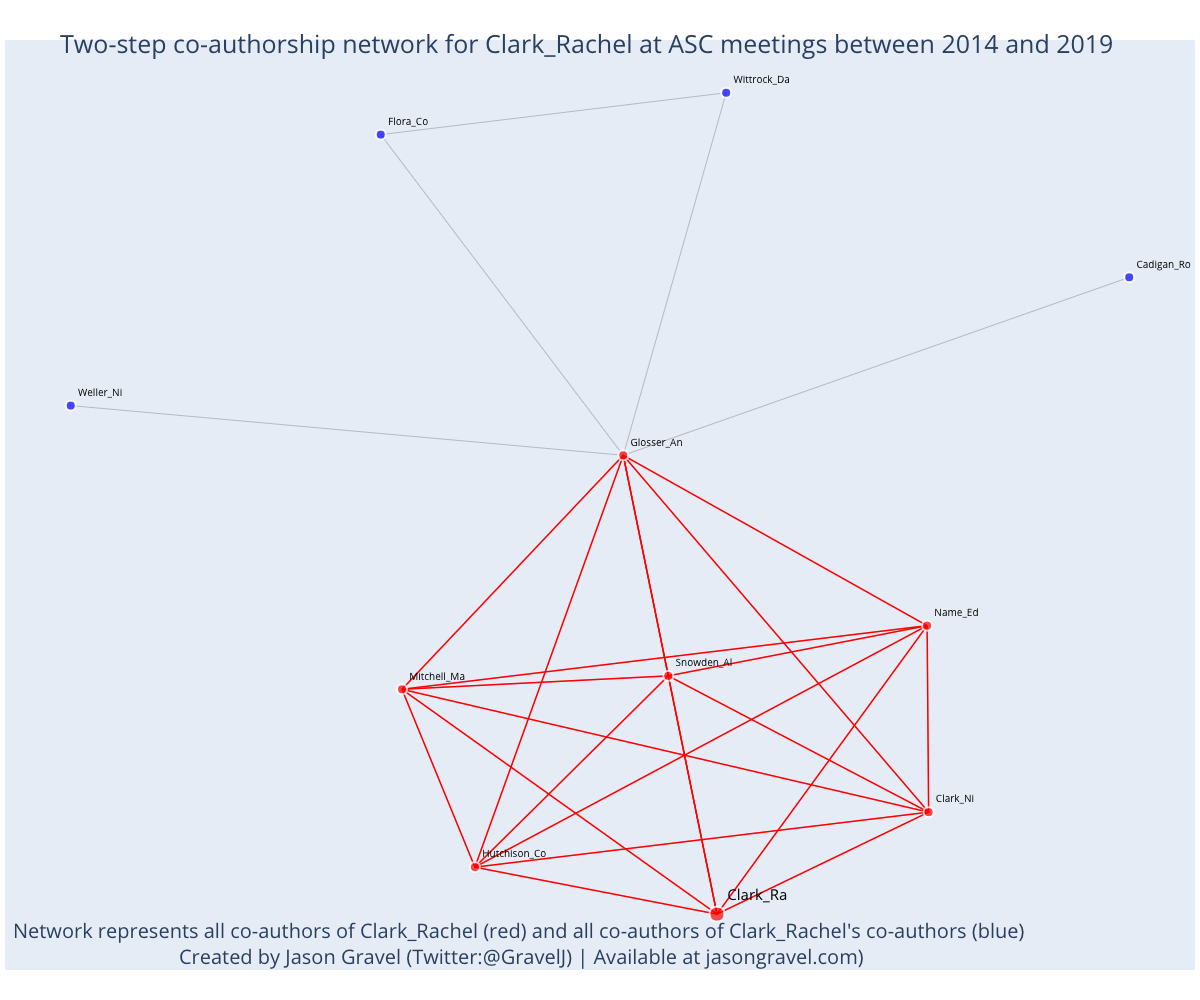 Two-step co-authorship network for Clark_Rachel at ASC meetings between 2014 and 2019
Wittrock_Da
Flora_Co
Cadigan_Ro
Weller_Ni
Glosser_An
Name_Ed
Snowden_Al
Mitchell_Ma
Clark_Ni
Hutchison_Co
Clark_Ra
Network represents all co-authors of Clark_Rachel (red) and all co-authors of Clark_Rachel's co-authors (blue)
Created by Jason Gravel (Twitter:@GravelJ) | Available at jasongravel.com)